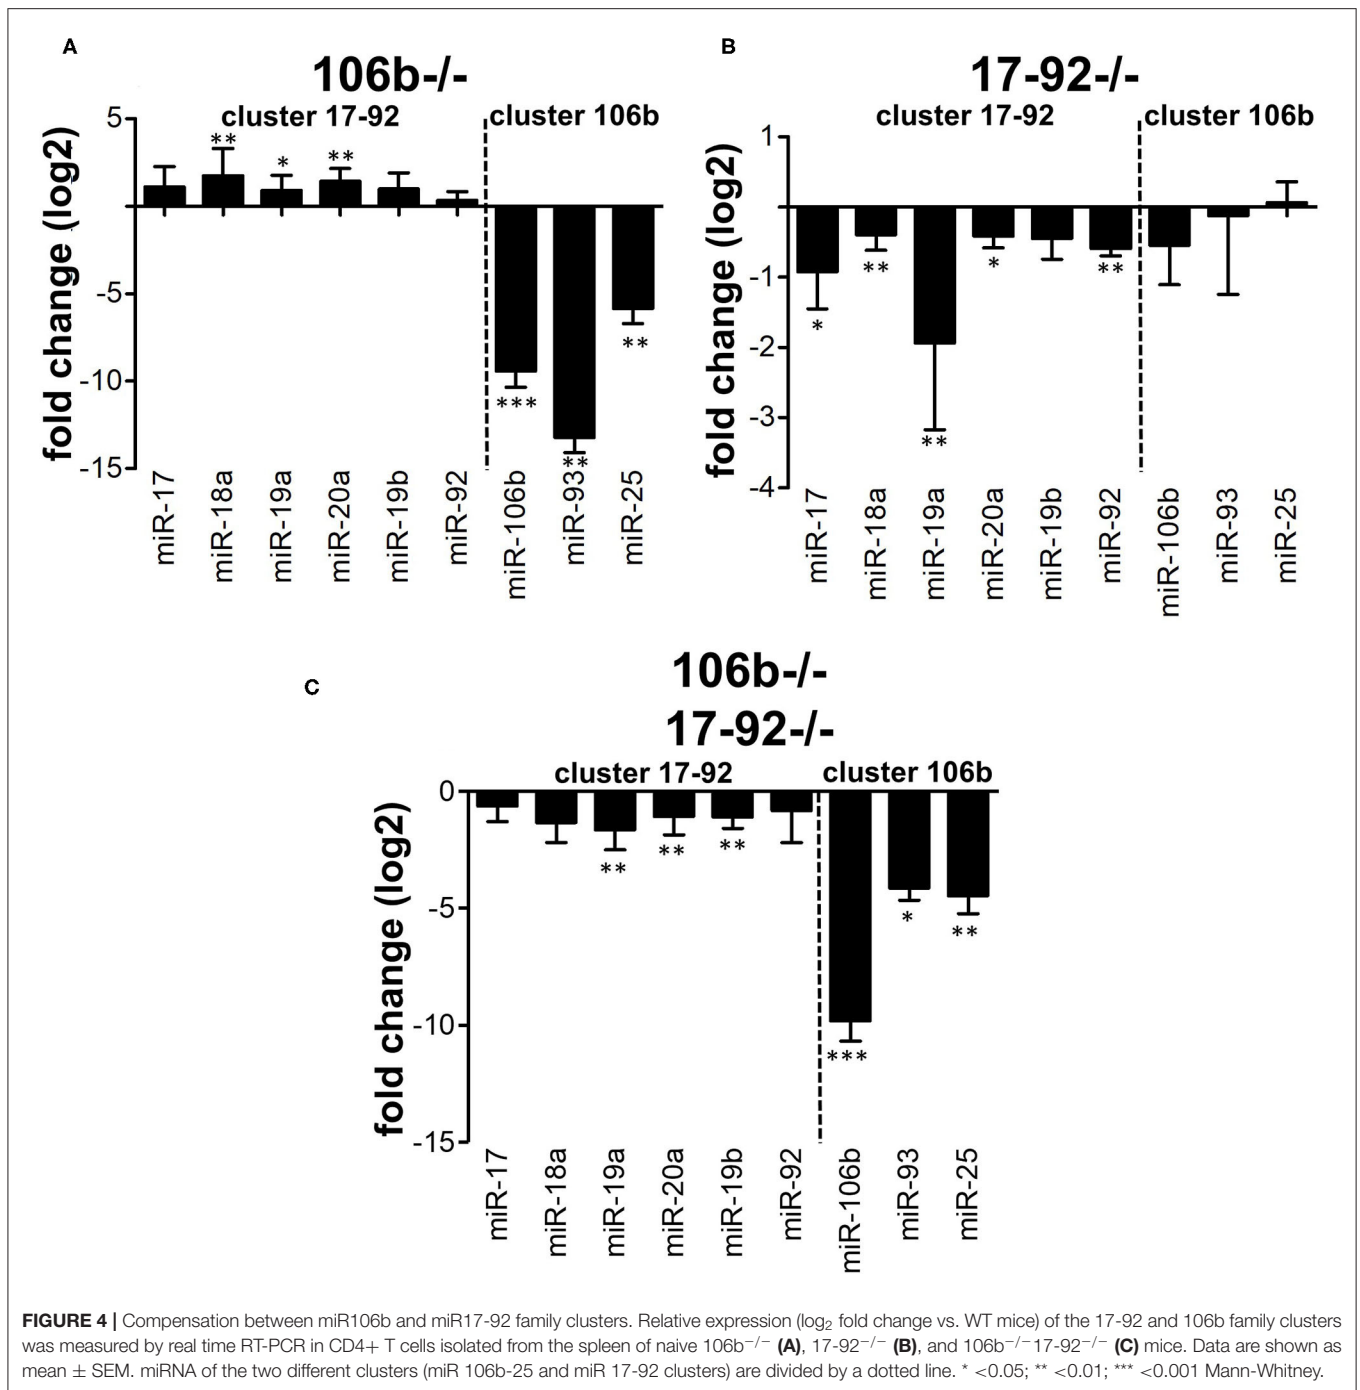 A
106b-/-
cluster 17-92
cluster 106b
fold change (log2)
5
-5
-10
-15
**
*
**
***
**
**
miR-17
miR-18a
miR-19a
miR-20a
miR-19b
miR-92
miR-106b
miR-93
miR-25
B
17-92-/-
cluster 17-92
cluster 106b
fold change (log2)
1
-1
-2
-3
-4
*
**
**
*
**
miR-17
miR-18a
miR-19a
miR-20a
miR-19b
miR-92
miR-106b
miR-93
miR-25
C
106b-/-
17-92-/-
cluster 17-92
cluster 106b
fold change (log2)
0
-5
-10
-15
**
**
**
***
*
**
miR-17
miR-18a
miR-19a
miR-20a
miR-19b
miR-92
miR-106b
miR-93
miR-25
FIGURE 4 | Compensation between miR106b and miR17-92 family clusters. Relative expression (log₂ fold change vs. WT mice) of the 17-92 and 106b family clusters
was measured by real time RT-PCR in CD4+ T cells isolated from the spleen of naive 106b⁻/⁻ (A), 17-92⁻/⁻ (B), and 106b⁻/⁻17-92⁻/⁻ (C) mice. Data are shown as
mean ± SEM. miRNA of the two different clusters (miR 106b-25 and miR 17-92 clusters) are divided by a dotted line. * <0.05; ** <0.01; *** <0.001 Mann-Whitney.